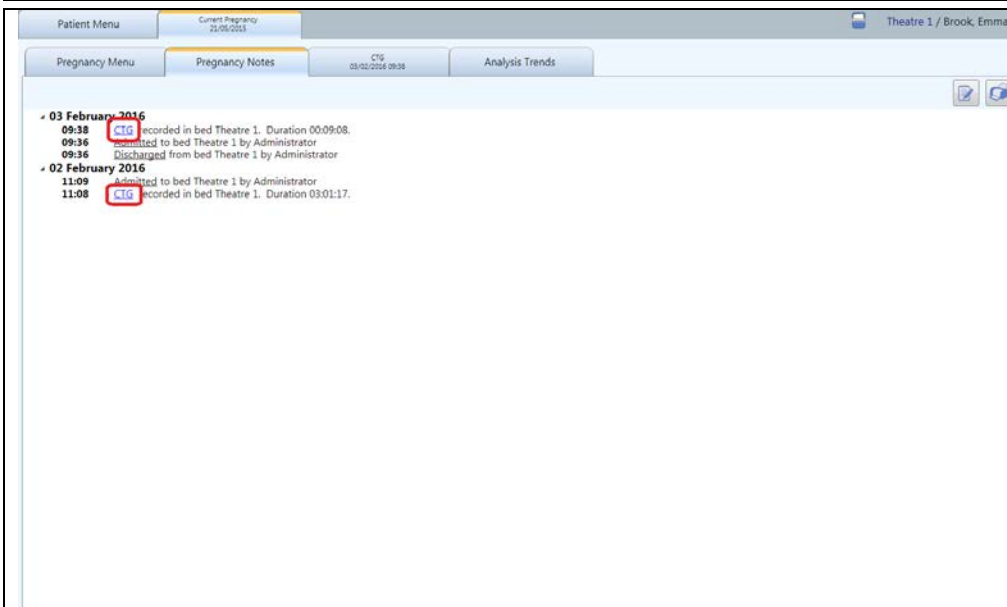 Patient Menu
Current Pregnancy
21/05/2015
Theatre 1 / Brook, Emma
Pregnancy Menu
Pregnancy Notes
CTG
03/02/2016 09:38
Analysis Trends
03 February 2016
09:38 CTG recorded in bed Theatre 1. Duration 00:09:08.
09:36 Admitted to bed Theatre 1 by Administrator
09:36 Discharged from bed Theatre 1 by Administrator
02 February 2016
11:09 Admitted to bed Theatre 1 by Administrator
11:08 CTG recorded in bed Theatre 1. Duration 03:01:17.